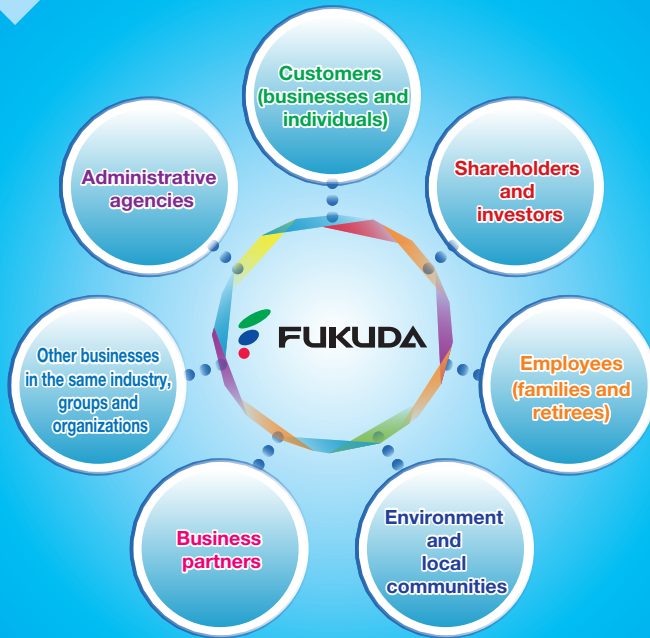 Customers
(businesses and
individuals)
Administrative
agencies
Shareholders
and
investors
FUKUDA
Other businesses
in the same industry,
groups and
organizations
Employees
(families and
retirees)
Business
partners
Environment
and
local
communities